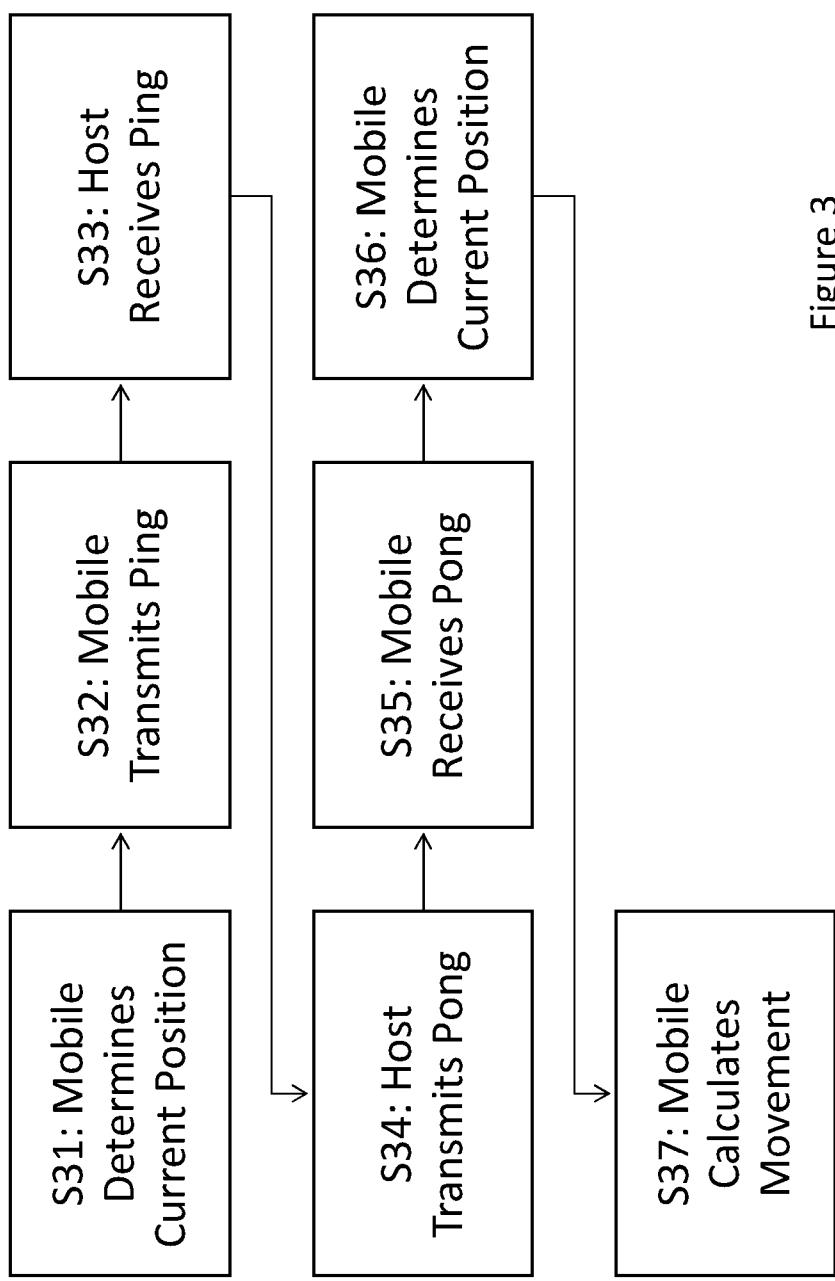 S31: Mobile
Determines
Current Position
S32: Mobile
Transmits Ping
S33: Host
Receives Ping
S34: Host
Transmits Pong
S35: Mobile
Receives Pong
S36: Mobile
Determines
Current Position
S37: Mobile
Calculates
Movement
Figure 3